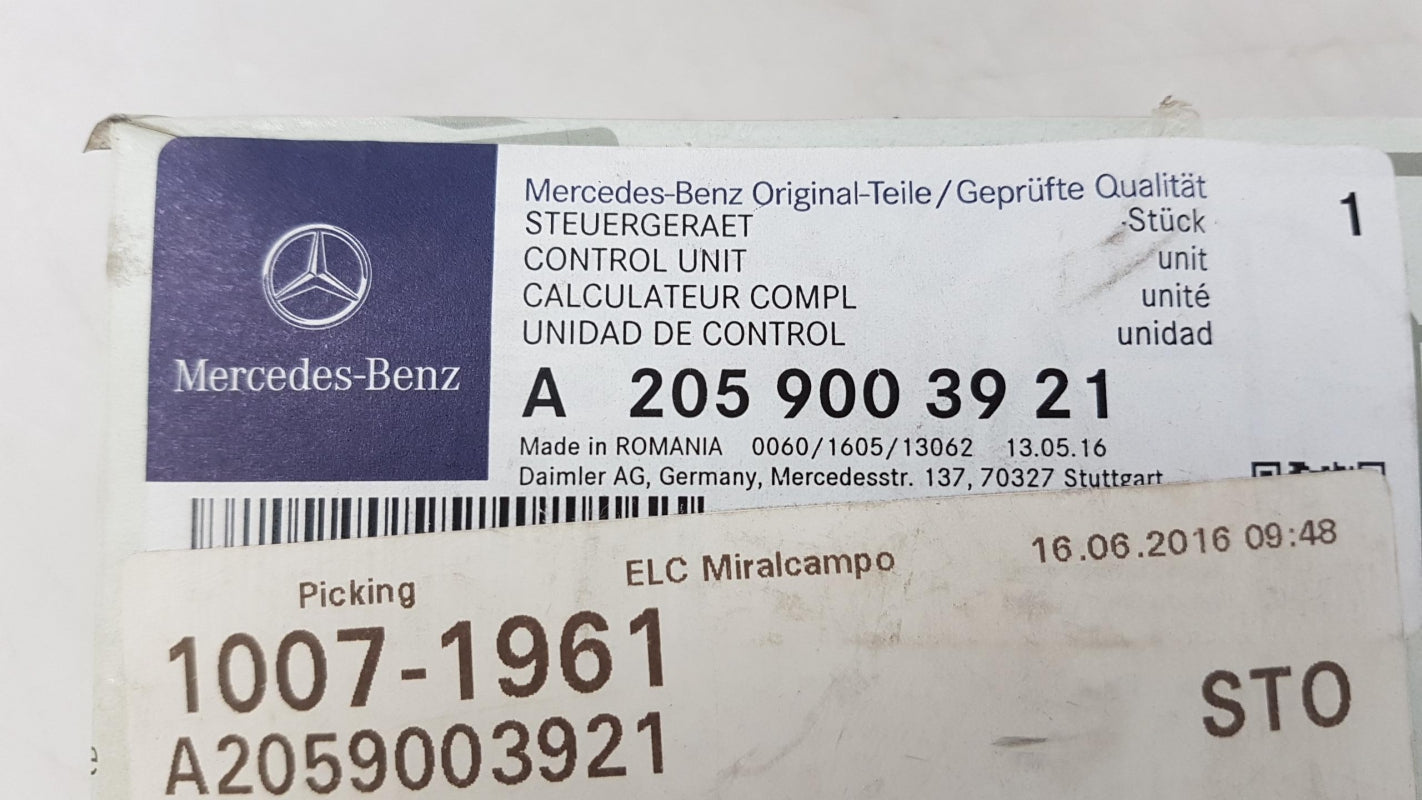 Mercedes-Benz
Mercedes-Benz Original-Teile/Geprüfte Qualität
STEUERGERAET Stück 1
CONTROL UNIT unit
CALCULATEUR COMPL unité
UNIDAD DE CONTROL unidad
A 205 900 39 21
Made in ROMANIA 0060/1605/13062 13.05.16
Daimler AG, Germany, Mercedesstr. 137, 70327 Stuttgart
Picking ELC Miralcampo 16.06.2016 09:48
1007-1961
STO
A2059003921